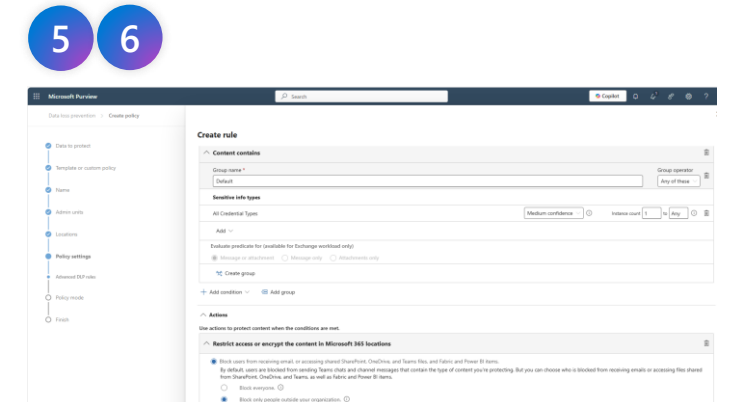 5 6
Microsoft Purview Search Copilot ?
Data loss prevention > Create policy
Create rule
Data to protect
Template or custom policy
Name
Admin units
Locations
Policy settings
Advanced DLP rules
Policy mode
Finish
Content contains
Group name * Group operator
Default Any of these
Sensitive info types
All Credential Types Medium confidence Instance count 1 to Any
Add
Evaluate predicate for (available for Exchange workload only)
Message or attachment Message only Attachments only
Create group
Add condition Add group
Actions
Use actions to protect content when the conditions are met.
Restrict access or encrypt the content in Microsoft 365 locations
Block users from receiving email, or accessing shared SharePoint, OneDrive, and Teams files, and Fabric and Power BI items.
By default, users are blocked from sending Teams chats and channel messages that contain the type of content you're protecting. But you can choose who is blocked from receiving emails or accessing files shared
from SharePoint, OneDrive, and Teams, as well as Fabric and Power BI items.
Block everyone.
Block only people outside your organization.